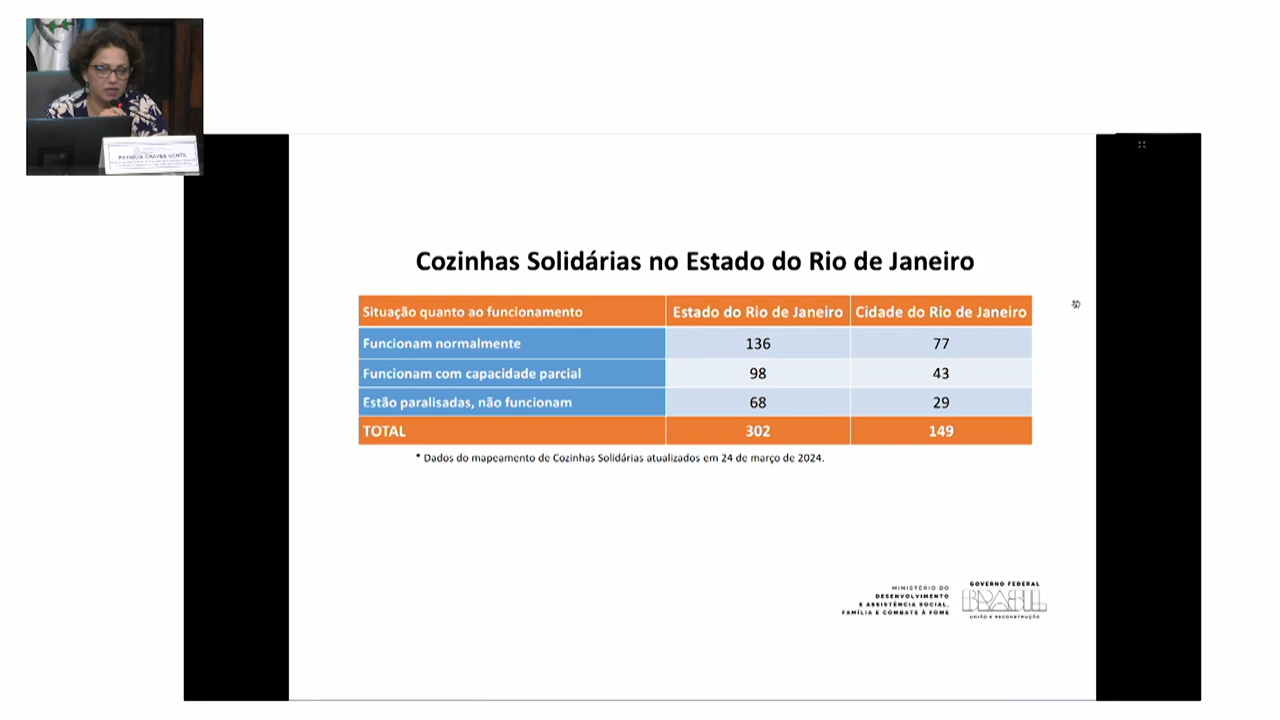 PATRÍCIA CHAVES GENTIL
Cozinhas Solidárias no Estado do Rio de Janeiro
Situação quanto ao funcionamento Estado do Rio de Janeiro Cidade do Rio de Janeiro
Funcionam normalmente 136 77
Funcionam com capacidade parcial 98 43
Estão paralisadas, não funcionam 68 29
TOTAL 302 149
* Dados do mapeamento de Cozinhas Solidárias atualizados em 24 de março de 2024.
MINISTÉRIO DO
DESENVOLVIMENTO
E ASSISTÊNCIA SOCIAL,
FAMÍLIA E COMBATE À FOME
GOVERNO FEDERAL
BRASIL
UNIÃO E RECONSTRUÇÃO